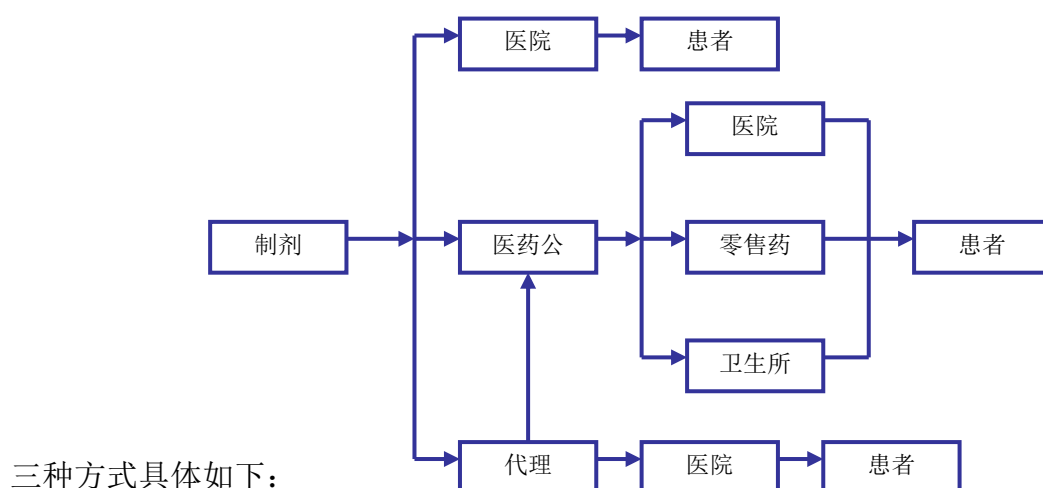 医院 患者
医院
制剂 医药公 零售药 患者
卫生所
代理 医院 患者
三种方式具体如下：